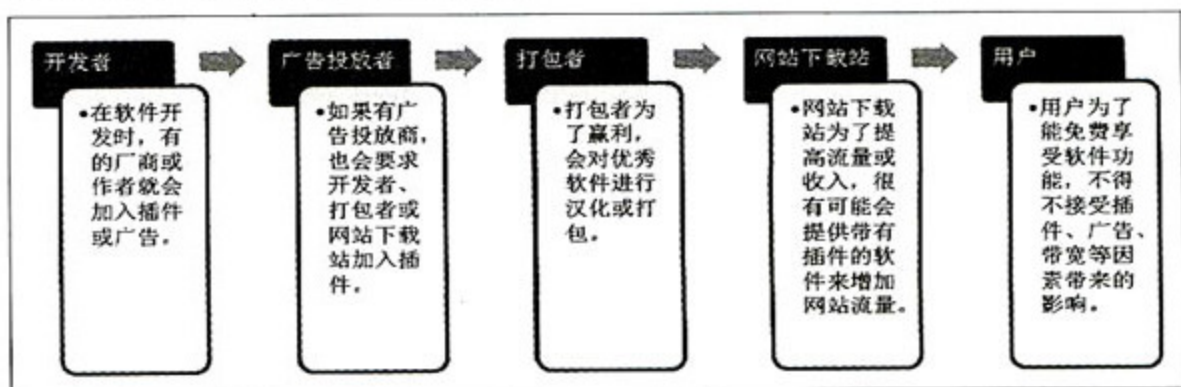 开发者
•在软件开
发时，有
的厂商或
作者就会
加入插件
或广告。
广告投放者
•如果有广
告投放商，
也会要求
开发者、
打包者或
网站下载
站加入插
件。
打包者
•打包者为
了赢利，
会对优秀
软件进行
汉化或打
包。
网站下载站
•网站下载
站为了提
高流量或
收入，很
有可能会
提供带有
插件的软
件来增加
网站流量。
用户
•用户为了
能免费享
受软件功
能，不得
不接受插
件、广告、
带宽等因
素带来的
影响。